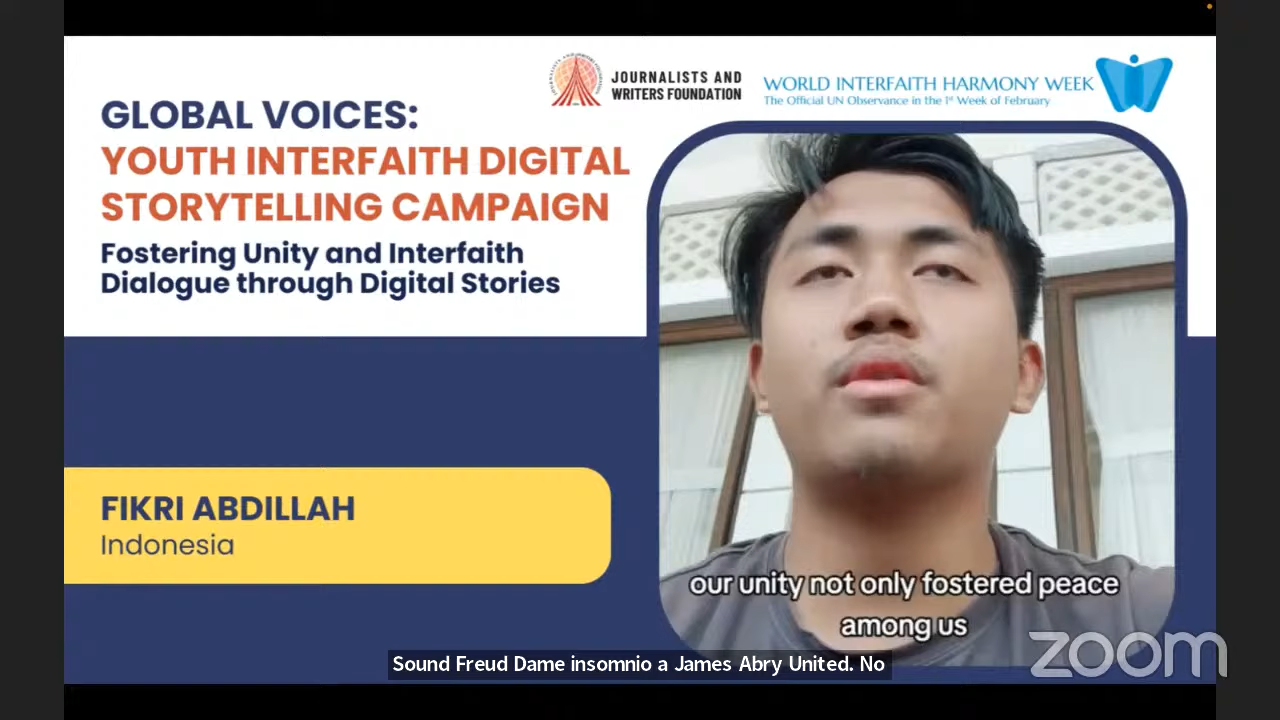 JOURNALISTS AND
WRITERS FOUNDATION
WORLD INTERFAITH HARMONY WEEK
The Official UN Observance in the 1st Week of February
GLOBAL VOICES:
YOUTH INTERFAITH DIGITAL
STORYTELLING CAMPAIGN
Fostering Unity and Interfaith
Dialogue through Digital Stories
FIKRI ABDILLAH
Indonesia
our unity not only fostered peace
among us
zoom
Sound Freud Dame insomnio a James Abry United. No